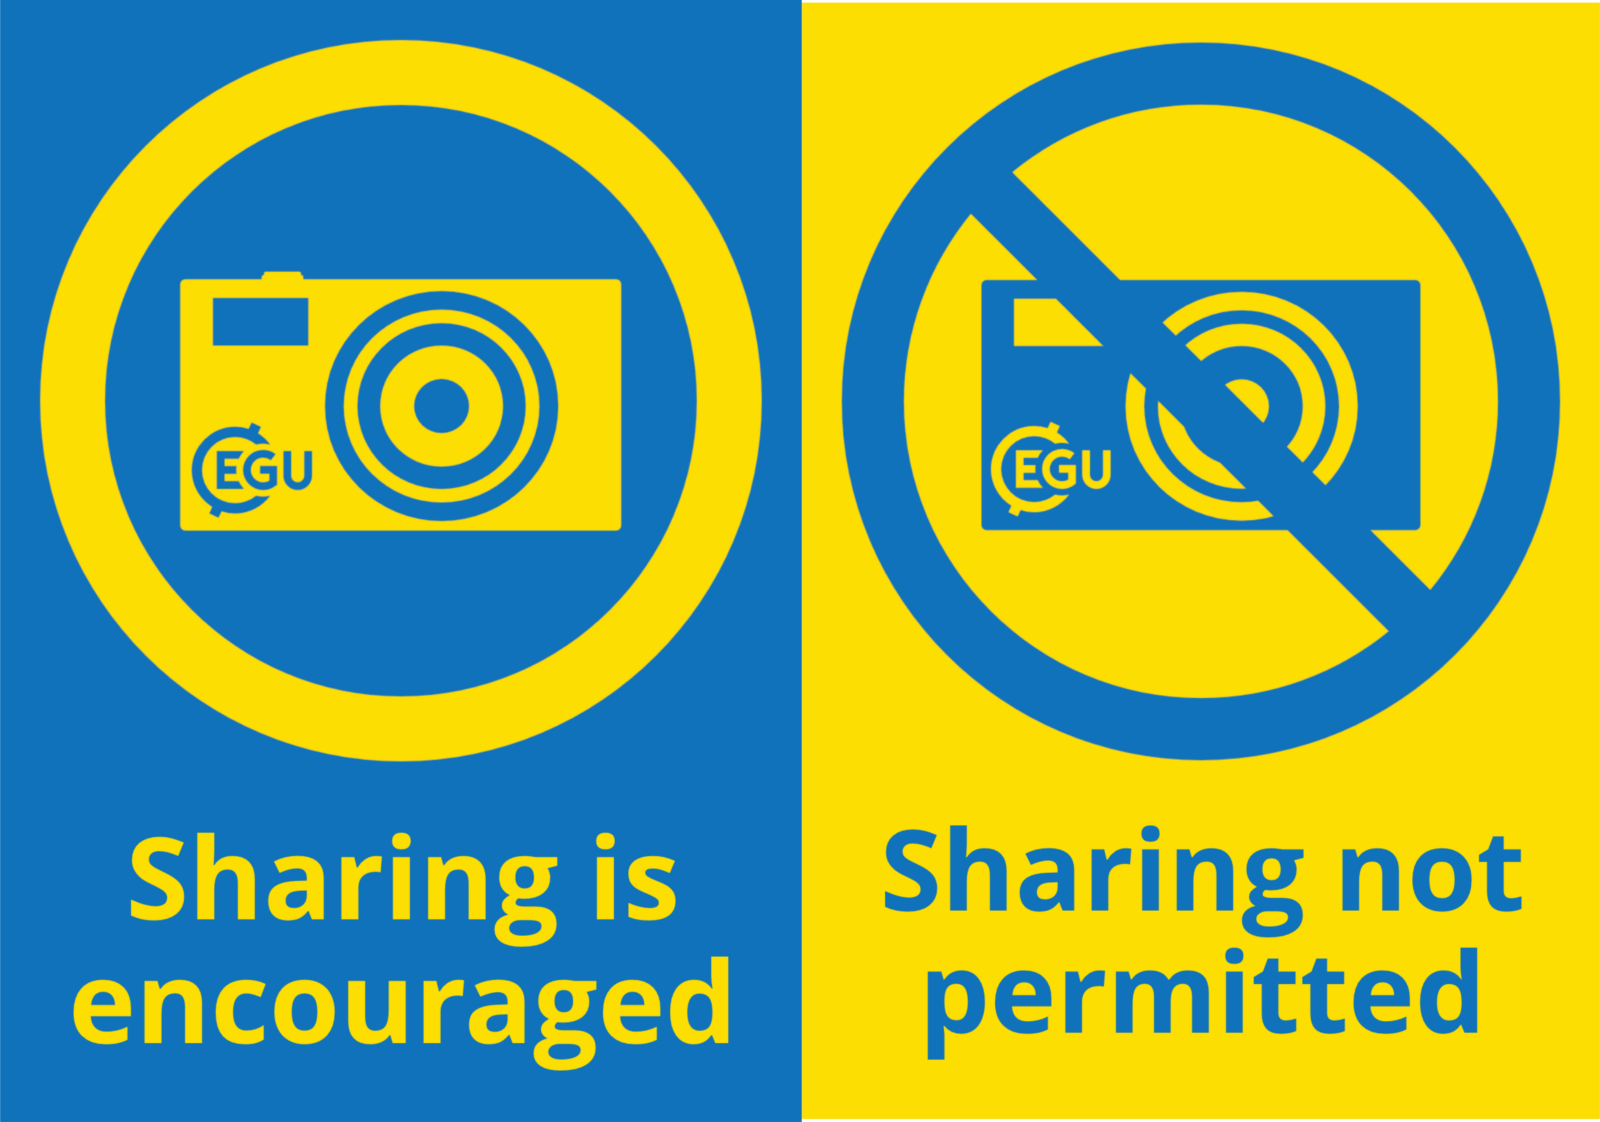 EGU
Sharing is
encouraged
EGU
Sharing not
permitted